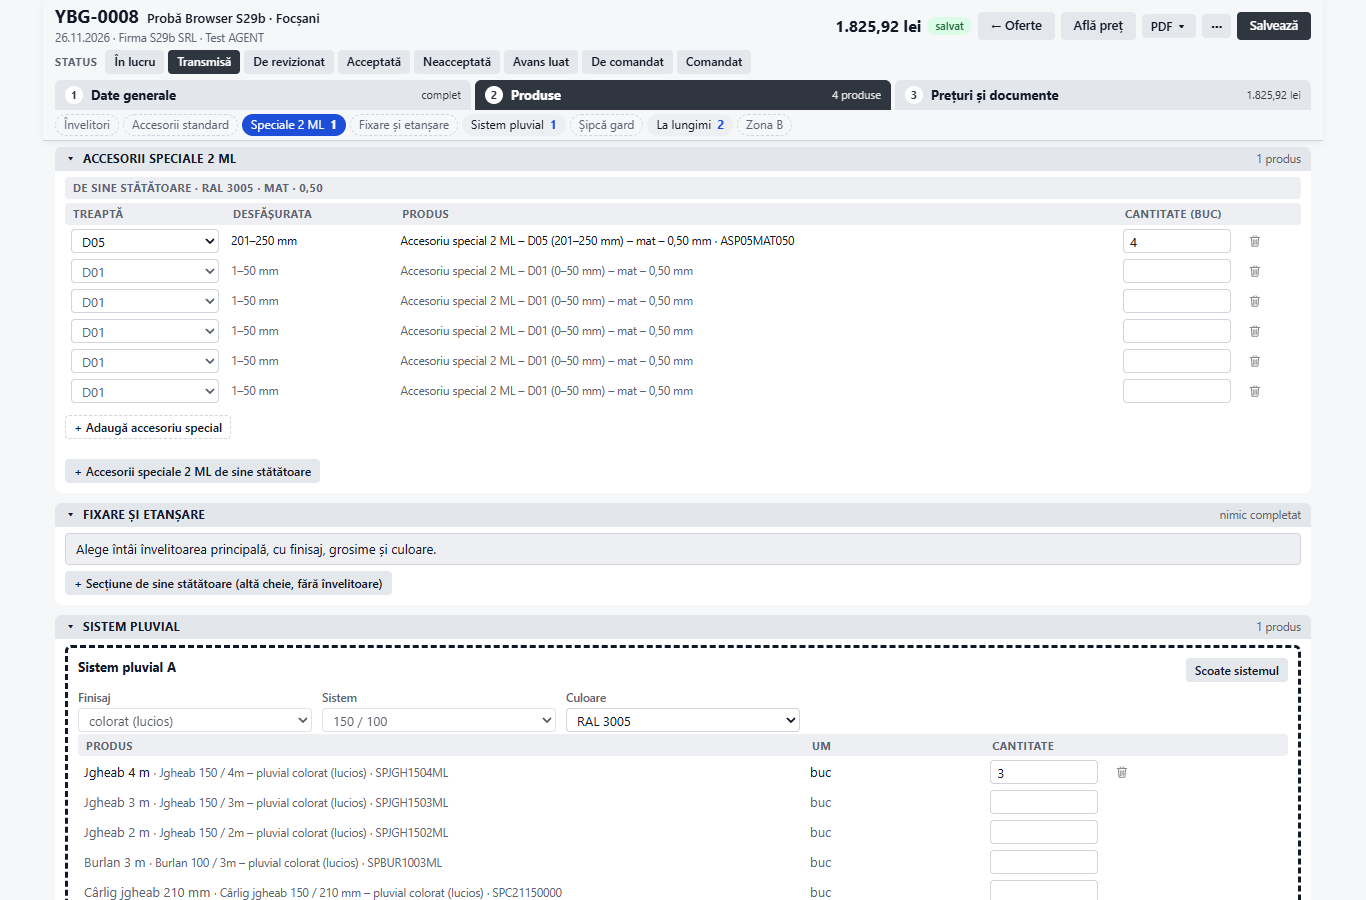 YBG-0008 Probă Browser S29b · Focșani
26.11.2026 · Firma S29b SRL · Test AGENT
1.825,92 lei salvat ← Oferte Află preț PDF ▾ ... Salvează
STATUS În lucru Transmisă De revizionat Acceptată Neacceptată Avans luat De comandat Comandat
1 Date generale complet
2 Produse 4 produse
3 Prețuri și documente 1.825,92 lei
Învelitori Accesorii standard Speciale 2 ML 1 Fixare și etanșare Sistem pluvial 1 Șipcă gard La lungimi 2 Zona B
▾ ACCESORII SPECIALE 2 ML 1 produs
DE SINE STĂTĂTOARE · RAL 3005 · MAT · 0,50
TREAPTĂ DESFĂȘURATA PRODUS CANTITATE (BUC)
D05 201–250 mm Accesoriu special 2 ML – D05 (201–250 mm) – mat – 0,50 mm · ASP05MAT050 4
D01 1–50 mm Accesoriu special 2 ML – D01 (0–50 mm) – mat – 0,50 mm
D01 1–50 mm Accesoriu special 2 ML – D01 (0–50 mm) – mat – 0,50 mm
D01 1–50 mm Accesoriu special 2 ML – D01 (0–50 mm) – mat – 0,50 mm
D01 1–50 mm Accesoriu special 2 ML – D01 (0–50 mm) – mat – 0,50 mm
D01 1–50 mm Accesoriu special 2 ML – D01 (0–50 mm) – mat – 0,50 mm
+ Adaugă accesoriu special
+ Accesorii speciale 2 ML de sine stătătoare
▾ FIXARE ȘI ETANȘARE nimic completat
Alege întâi învelitoarea principală, cu finisaj, grosime și culoare.
+ Secțiune de sine stătătoare (altă cheie, fără învelitoare)
▾ SISTEM PLUVIAL 1 produs
Sistem pluvial A Scoate sistemul
Finisaj Sistem Culoare
colorat (lucios) 150 / 100 RAL 3005
PRODUS UM CANTITATE
Jgheab 4 m · Jgheab 150 / 4m – pluvial colorat (lucios) · SPJGH1504ML buc 3
Jgheab 3 m · Jgheab 150 / 3m – pluvial colorat (lucios) · SPJGH1503ML buc
Jgheab 2 m · Jgheab 150 / 2m – pluvial colorat (lucios) · SPJGH1502ML buc
Burlan 3 m · Burlan 100 / 3m – pluvial colorat (lucios) · SPBUR1003ML buc
Cârlig jgheab 210 mm · Cârlig jgheab 150 / 210 mm – pluvial colorat (lucios) · SPC21150000 buc